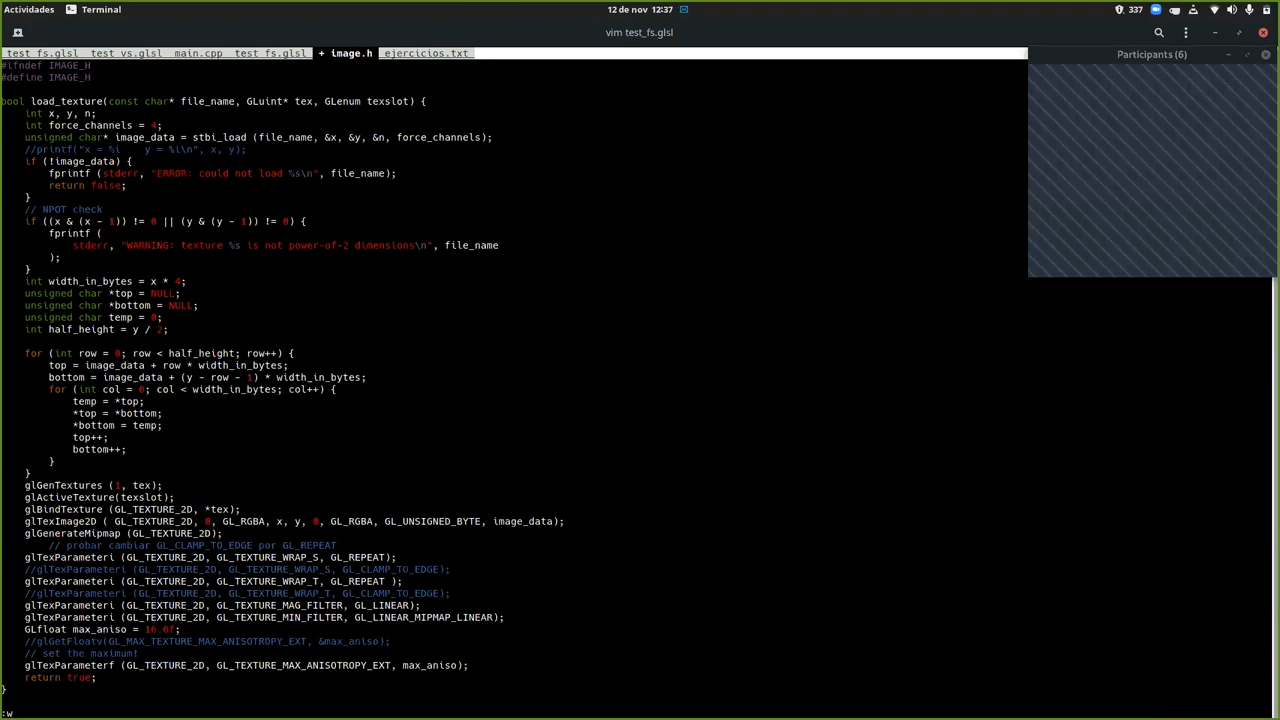 Actividades Terminal 12 de nov 12:37 337
vim test_fs.glsl
test_fs.glsl test_vs.glsl main.cpp test_fs.glsl + image.h ejercicios.txt
Participants (6)
#ifndef IMAGE_H
#define IMAGE_H
bool load_texture(const char* file_name, GLuint* tex, GLenum texslot) {
int x, y, n;
int force_channels = 4;
unsigned char* image_data = stbi_load (file_name, &x, &y, &n, force_channels);
//printf("x = %i    y = %i\n", x, y);
if (!image_data) {
fprintf (stderr, "ERROR: could not load %s\n", file_name);
return false;
}
// NPOT check
if ((x & (x - 1)) != 0 || (y & (y - 1)) != 0) {
fprintf (
stderr, "WARNING: texture %s is not power-of-2 dimensions\n", file_name
);
}
int width_in_bytes = x * 4;
unsigned char *top = NULL;
unsigned char *bottom = NULL;
unsigned char temp = 0;
int half_height = y / 2;
for (int row = 0; row < half_height; row++) {
top = image_data + row * width_in_bytes;
bottom = image_data + (y - row - 1) * width_in_bytes;
for (int col = 0; col < width_in_bytes; col++) {
temp = *top;
*top = *bottom;
*bottom = temp;
top++;
bottom++;
}
}
glGenTextures (1, tex);
glActiveTexture(texslot);
glBindTexture (GL_TEXTURE_2D, *tex);
glTexImage2D ( GL_TEXTURE_2D, 0, GL_RGBA, x, y, 0, GL_RGBA, GL_UNSIGNED_BYTE, image_data);
glGenerateMipmap (GL_TEXTURE_2D);
// probar cambiar GL_CLAMP_TO_EDGE por GL_REPEAT
glTexParameteri (GL_TEXTURE_2D, GL_TEXTURE_WRAP_S, GL_REPEAT);
//glTexParameteri (GL_TEXTURE_2D, GL_TEXTURE_WRAP_S, GL_CLAMP_TO_EDGE);
glTexParameteri (GL_TEXTURE_2D, GL_TEXTURE_WRAP_T, GL_REPEAT );
//glTexParameteri (GL_TEXTURE_2D, GL_TEXTURE_WRAP_T, GL_CLAMP_TO_EDGE);
glTexParameteri (GL_TEXTURE_2D, GL_TEXTURE_MAG_FILTER, GL_LINEAR);
glTexParameteri (GL_TEXTURE_2D, GL_TEXTURE_MIN_FILTER, GL_LINEAR_MIPMAP_LINEAR);
GLfloat max_aniso = 16.0f;
//glGetFloatv(GL_MAX_TEXTURE_MAX_ANISOTROPY_EXT, &max_aniso);
// set the maximum!
glTexParameterf (GL_TEXTURE_2D, GL_TEXTURE_MAX_ANISOTROPY_EXT, max_aniso);
return true;
}
:w